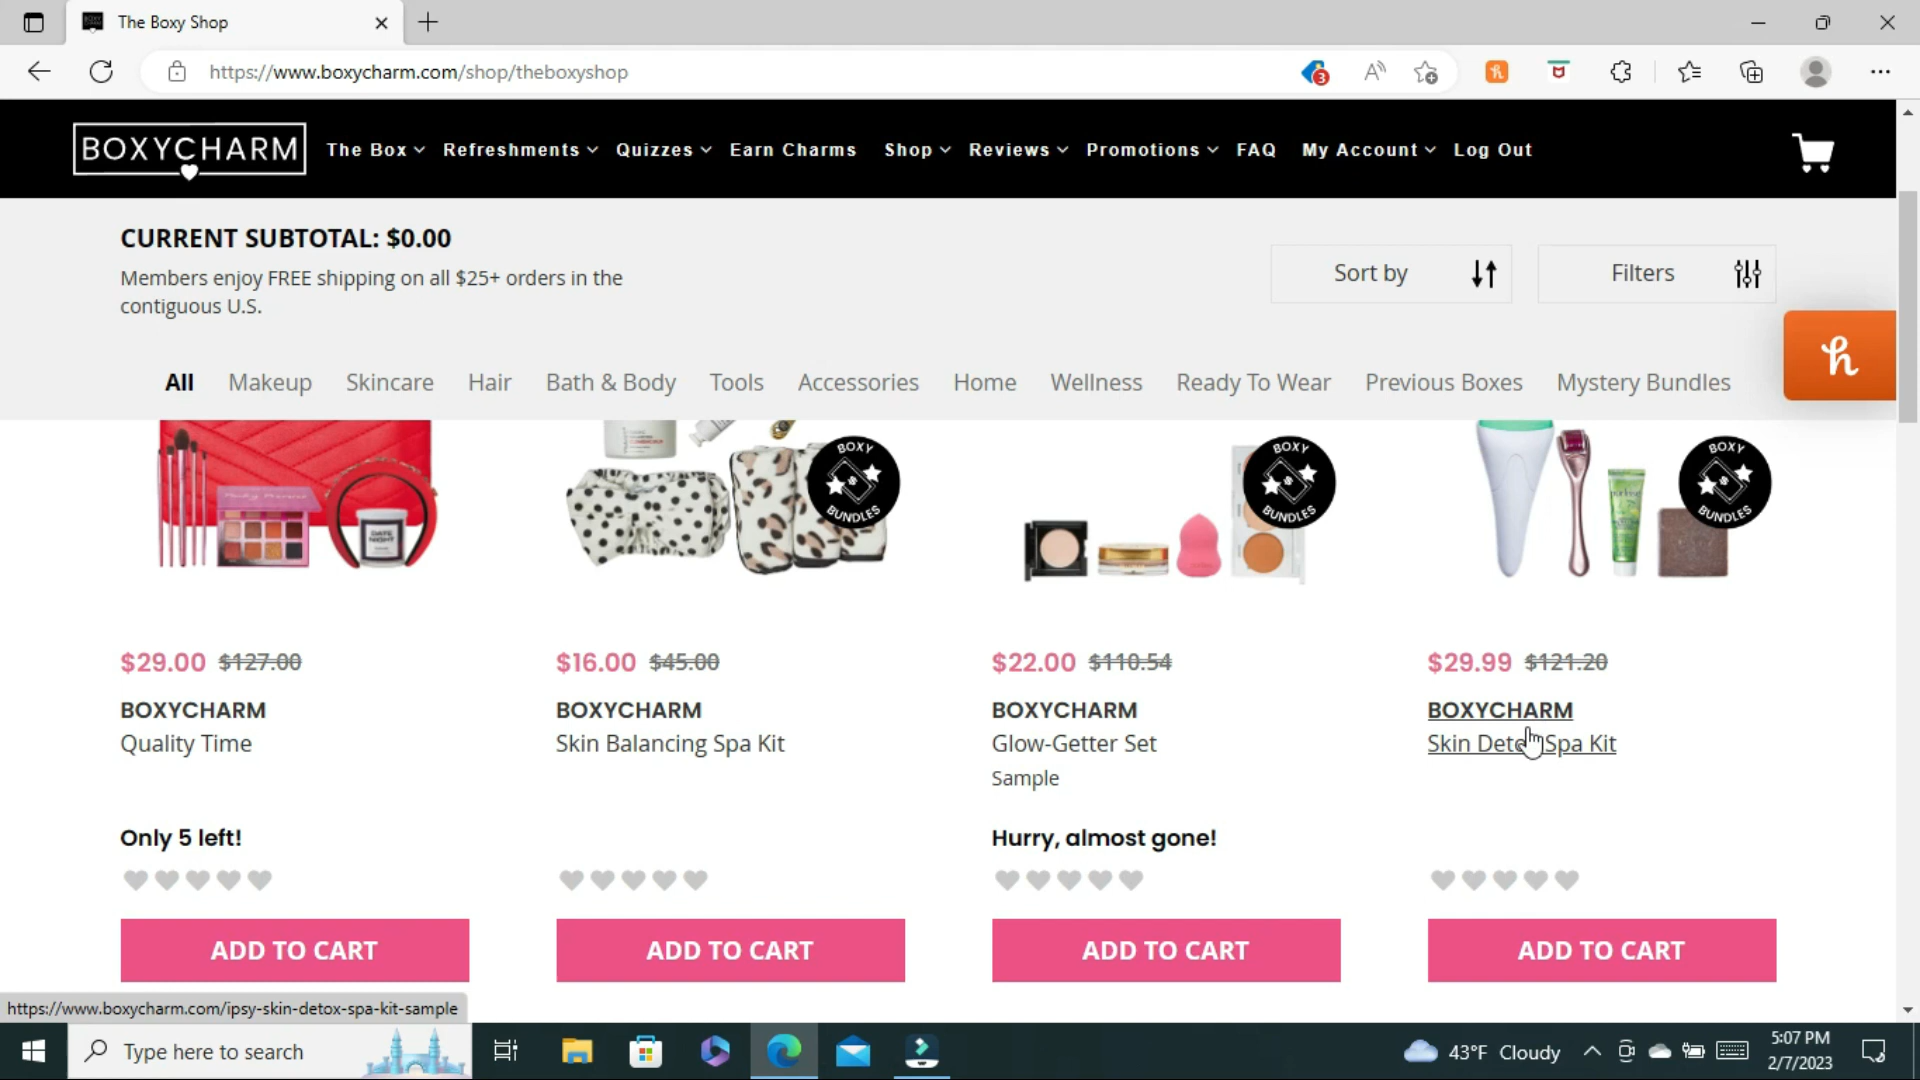 The Boxy Shop
https://www.boxycharm.com/shop/theboxyshop
3
BOXYCHARM
The Box
Refreshments
Quizzes
Earn Charms
Shop
Reviews
Promotions
FAQ
My Account
Log Out
CURRENT SUBTOTAL: $0.00
Members enjoy FREE shipping on all $25+ orders in the
contiguous U.S.
Sort by
Filters
All
Makeup
Skincare
Hair
Bath & Body
Tools
Accessories
Home
Wellness
Ready To Wear
Previous Boxes
Mystery Bundles
DATE
NIGHT
BOXY
BUNDLES
BOXY
BUNDLES
BOXY
BUNDLES
$29.00 $127.00
BOXYCHARM
Quality Time
Only 5 left!
ADD TO CART
$16.00 $45.00
BOXYCHARM
Skin Balancing Spa Kit
ADD TO CART
$22.00 $110.54
BOXYCHARM
Glow-Getter Set
Sample
Hurry, almost gone!
ADD TO CART
$29.99 $121.20
BOXYCHARM
Skin Detox Spa Kit
ADD TO CART
https://www.boxycharm.com/ipsy-skin-detox-spa-kit-sample
Type here to search
43°F Cloudy
5:07 PM
2/7/2023